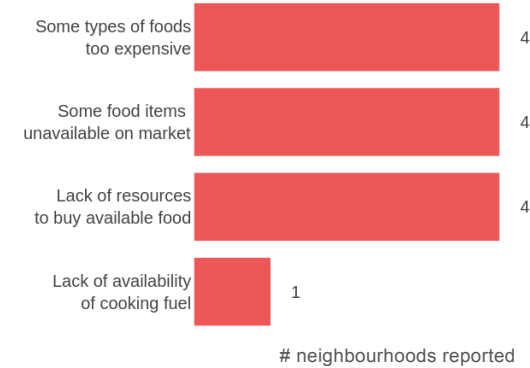 Some types of foods
too expensive
4
Some food items
unavailable on market
4
Lack of resources
to buy available food
4
Lack of availability
of cooking fuel
1
# neighbourhoods reported